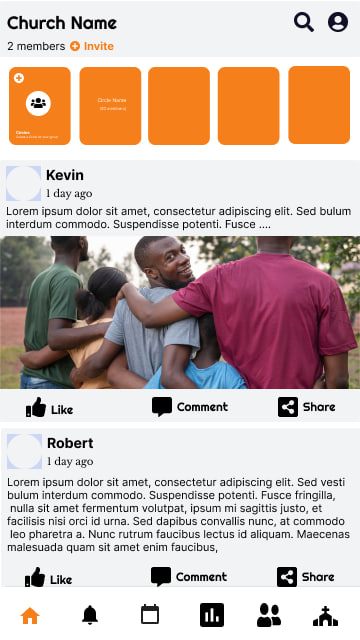 Church Name
2 members Invite
Circle Name
Circles
Kevin
1 day ago
Lorem ipsum dolor sit amet, consectetur adipiscing elit. Sed bulum
interdum commodo. Suspendisse potenti. Fusce ....
Like Comment Share
Robert
1 day ago
Lorem ipsum dolor sit amet, consectetur adipiscing elit. Sed vesti
bulum interdum commodo. Suspendisse potenti. Fusce fringilla,
nulla sit amet fermentum volutpat, ipsum mi sagittis justo, et
facilisis nisi orci id urna. Sed dapibus convallis nunc, at commodo
leo pharetra a. Nunc rutrum faucibus lectus id aliquam. Maecenas
malesuada quam sit amet enim faucibus,
Like Comment Share